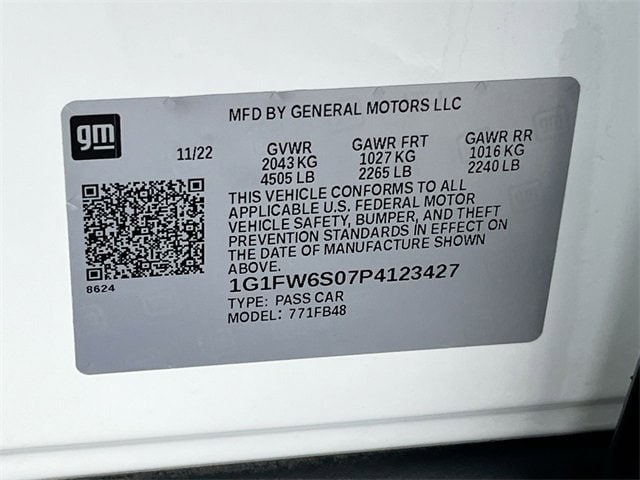 MFD BY GENERAL MOTORS LLC
gm
11/22 GVWR GAWR FRT GAWR RR
2043 KG 1027 KG 1016 KG
4505 LB 2265 LB 2240 LB
THIS VEHICLE CONFORMS TO ALL
APPLICABLE U.S. FEDERAL MOTOR
VEHICLE SAFETY, BUMPER, AND THEFT
PREVENTION STANDARDS IN EFFECT ON
THE DATE OF MANUFACTURE SHOWN
ABOVE.
8624
1G1FW6S07P4123427
TYPE: PASS CAR
MODEL: 771FB48